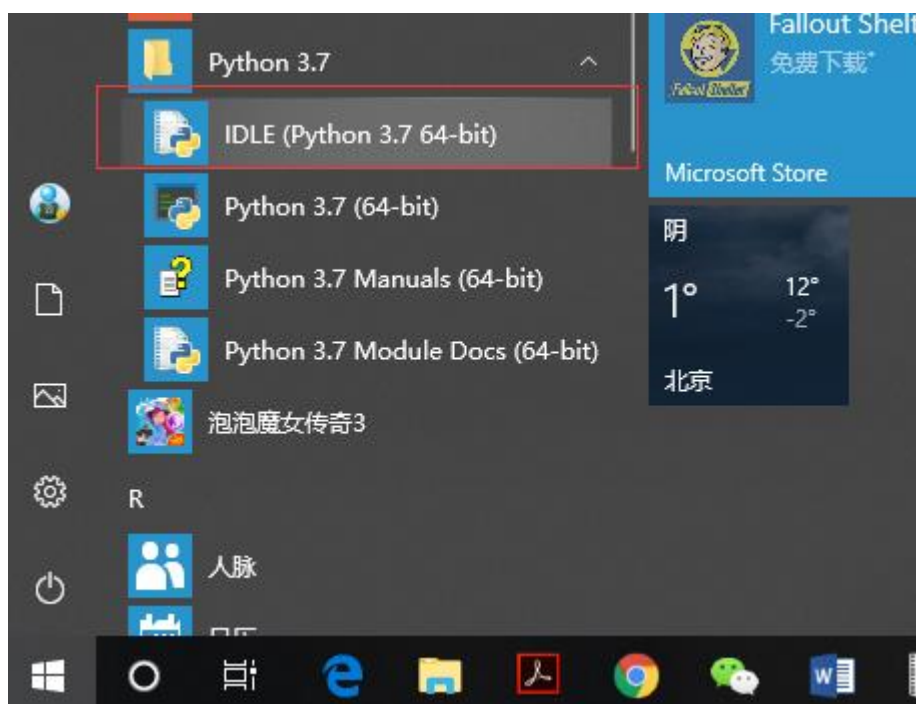 Python 3.7
IDLE (Python 3.7 64-bit)
Python 3.7 (64-bit)
Python 3.7 Manuals (64-bit)
Python 3.7 Module Docs (64-bit)
泡泡魔女传奇3
R
人脉
Fallout Shelt
免费下载*
Fallout Shelter
Microsoft Store
阴
1°
12°
-2°
北京